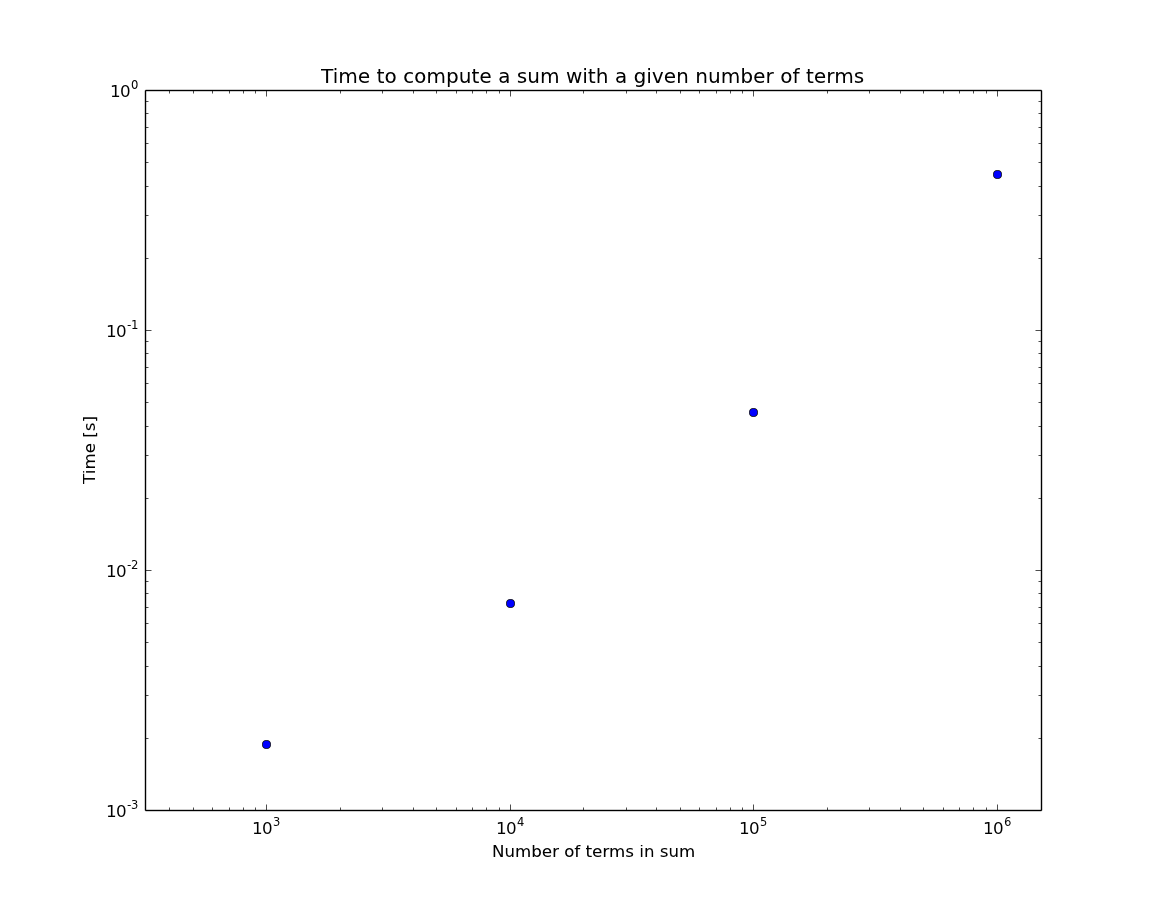 Time to compute a sum with a given number of terms
10^0
10^-1
10^-2
10^-3
Time [s]
10^3 10^4 10^5 10^6
Number of terms in sum